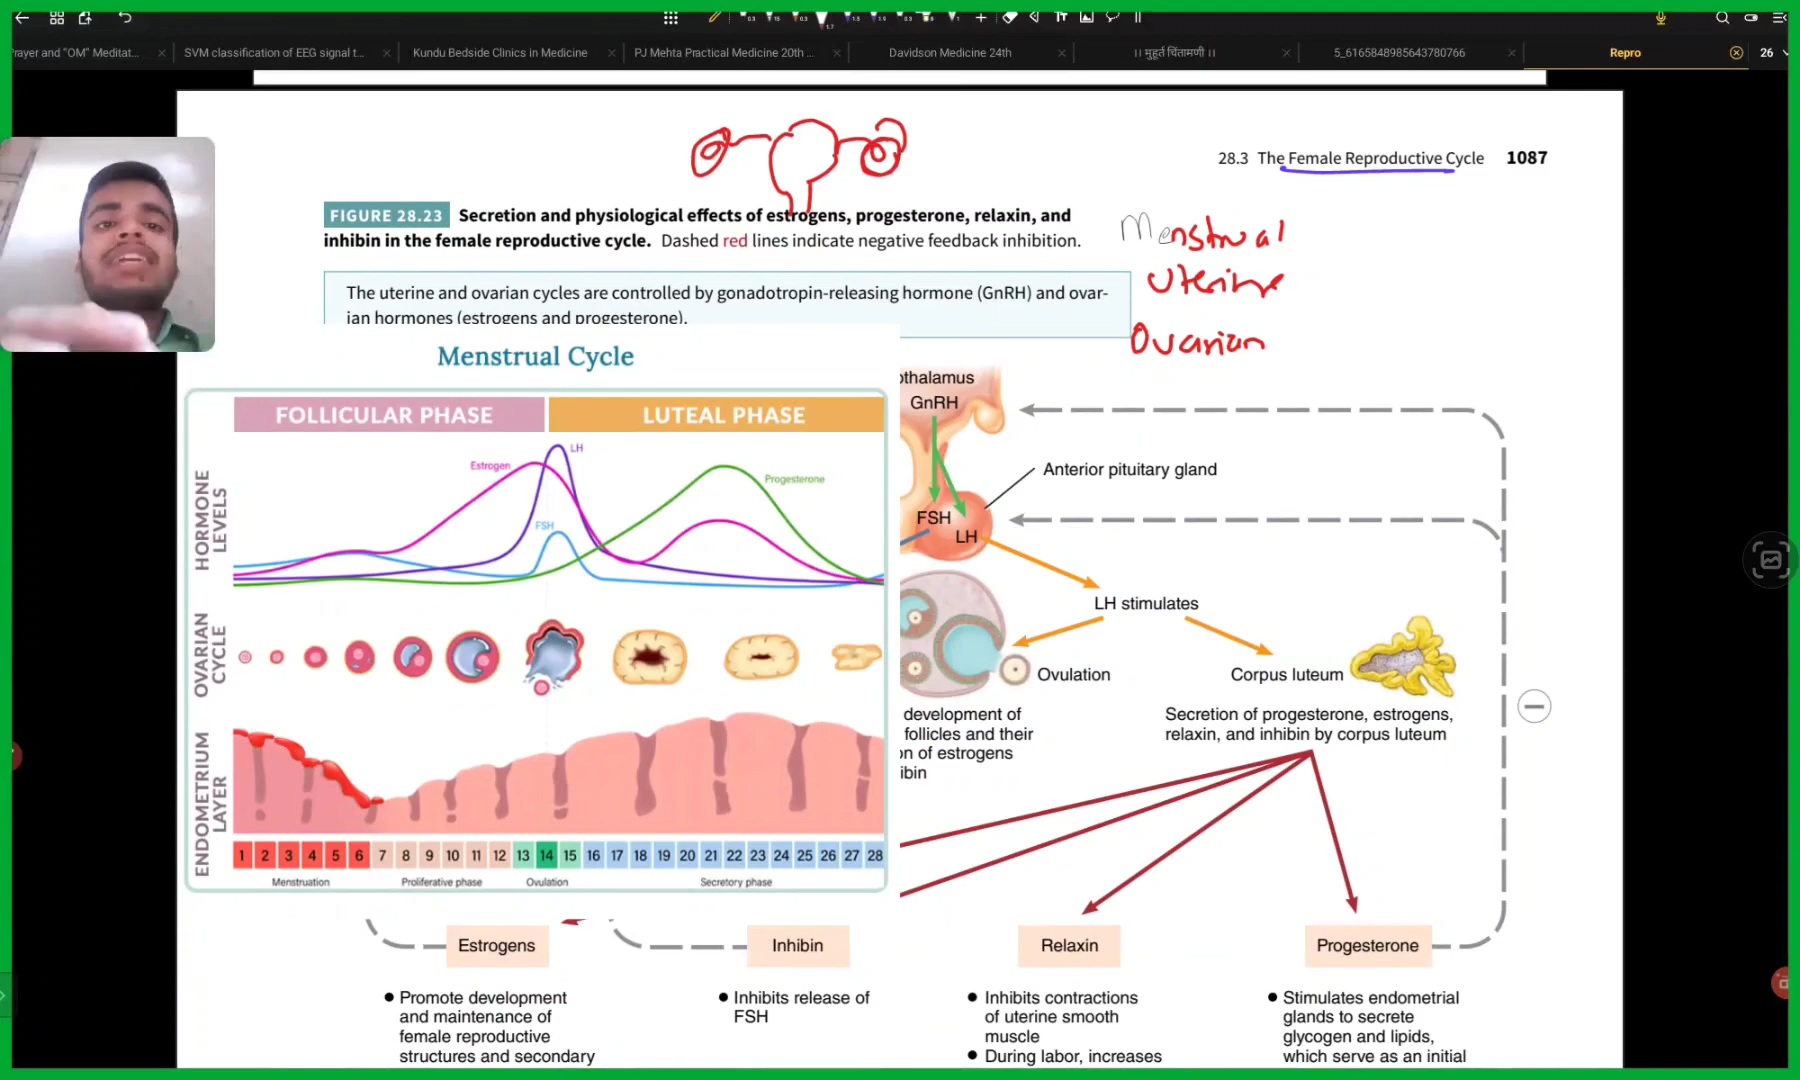 Prayer and "OM" Meditat...
SVM classification of EEG signal t...
Kundu Bedside Clinics in Medicine
PJ Mehta Practical Medicine 20th ...
Davidson Medicine 24th
।। मुहूर्त चिंतामणी ।।
5_6165848985643780766
Repro
26
28.3 The Female Reproductive Cycle 1087
FIGURE 28.23 Secretion and physiological effects of estrogens, progesterone, relaxin, and
inhibin in the female reproductive cycle. Dashed red lines indicate negative feedback inhibition.
Menstrual
Uterine
Ovarian
The uterine and ovarian cycles are controlled by gonadotropin-releasing hormone (GnRH) and ovar-
ian hormones (estrogens and progesterone).
Menstrual Cycle
FOLLICULAR PHASE
LUTEAL PHASE
HORMONE
LEVELS
Estrogen
LH
FSH
Progesterone
OVARIAN
CYCLE
ENDOMETRIUM
LAYER
1 2 3 4 5 6 7 8 9 10 11 12 13 14 15 16 17 18 19 20 21 22 23 24 25 26 27 28
Menstruation
Proliferative phase
Ovulation
Secretory phase
othalamus
GnRH
Anterior pituitary gland
FSH
LH
LH stimulates
Ovulation
Corpus luteum
development of
follicles and their
on of estrogens
ibin
Secretion of progesterone, estrogens,
relaxin, and inhibin by corpus luteum
Estrogens
Inhibin
Relaxin
Progesterone
● Promote development
and maintenance of
female reproductive
structures and secondary
● Inhibits release of
FSH
● Inhibits contractions
of uterine smooth
muscle
● During labor, increases
● Stimulates endometrial
glands to secrete
glycogen and lipids,
which serve as an initial